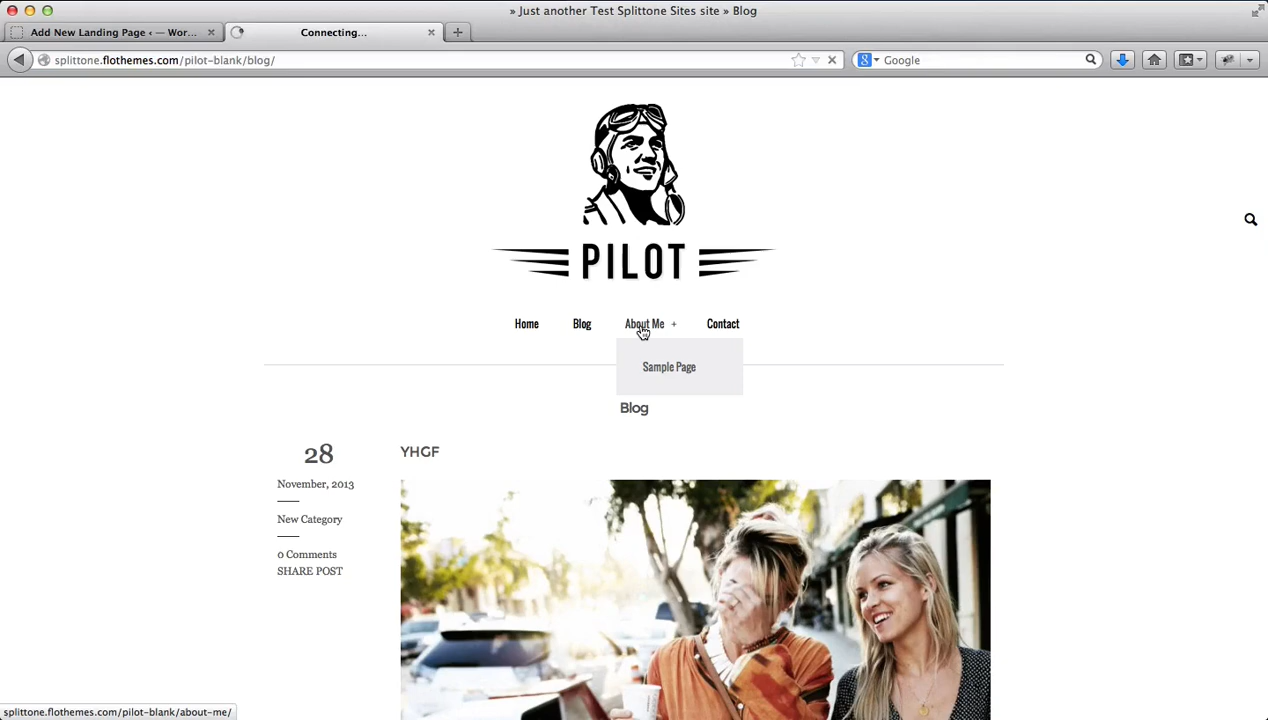 » Just another Test Splittone Sites site » Blog
Add New Landing Page ‹ — Wor...
Connecting...
splittone.flothemes.com/pilot-blank/blog/
Google
PILOT
Home
Blog
About Me +
Contact
Sample Page
Blog
28
November, 2013
New Category
0 Comments
SHARE POST
YHGF
splittone.flothemes.com/pilot-blank/about-me/